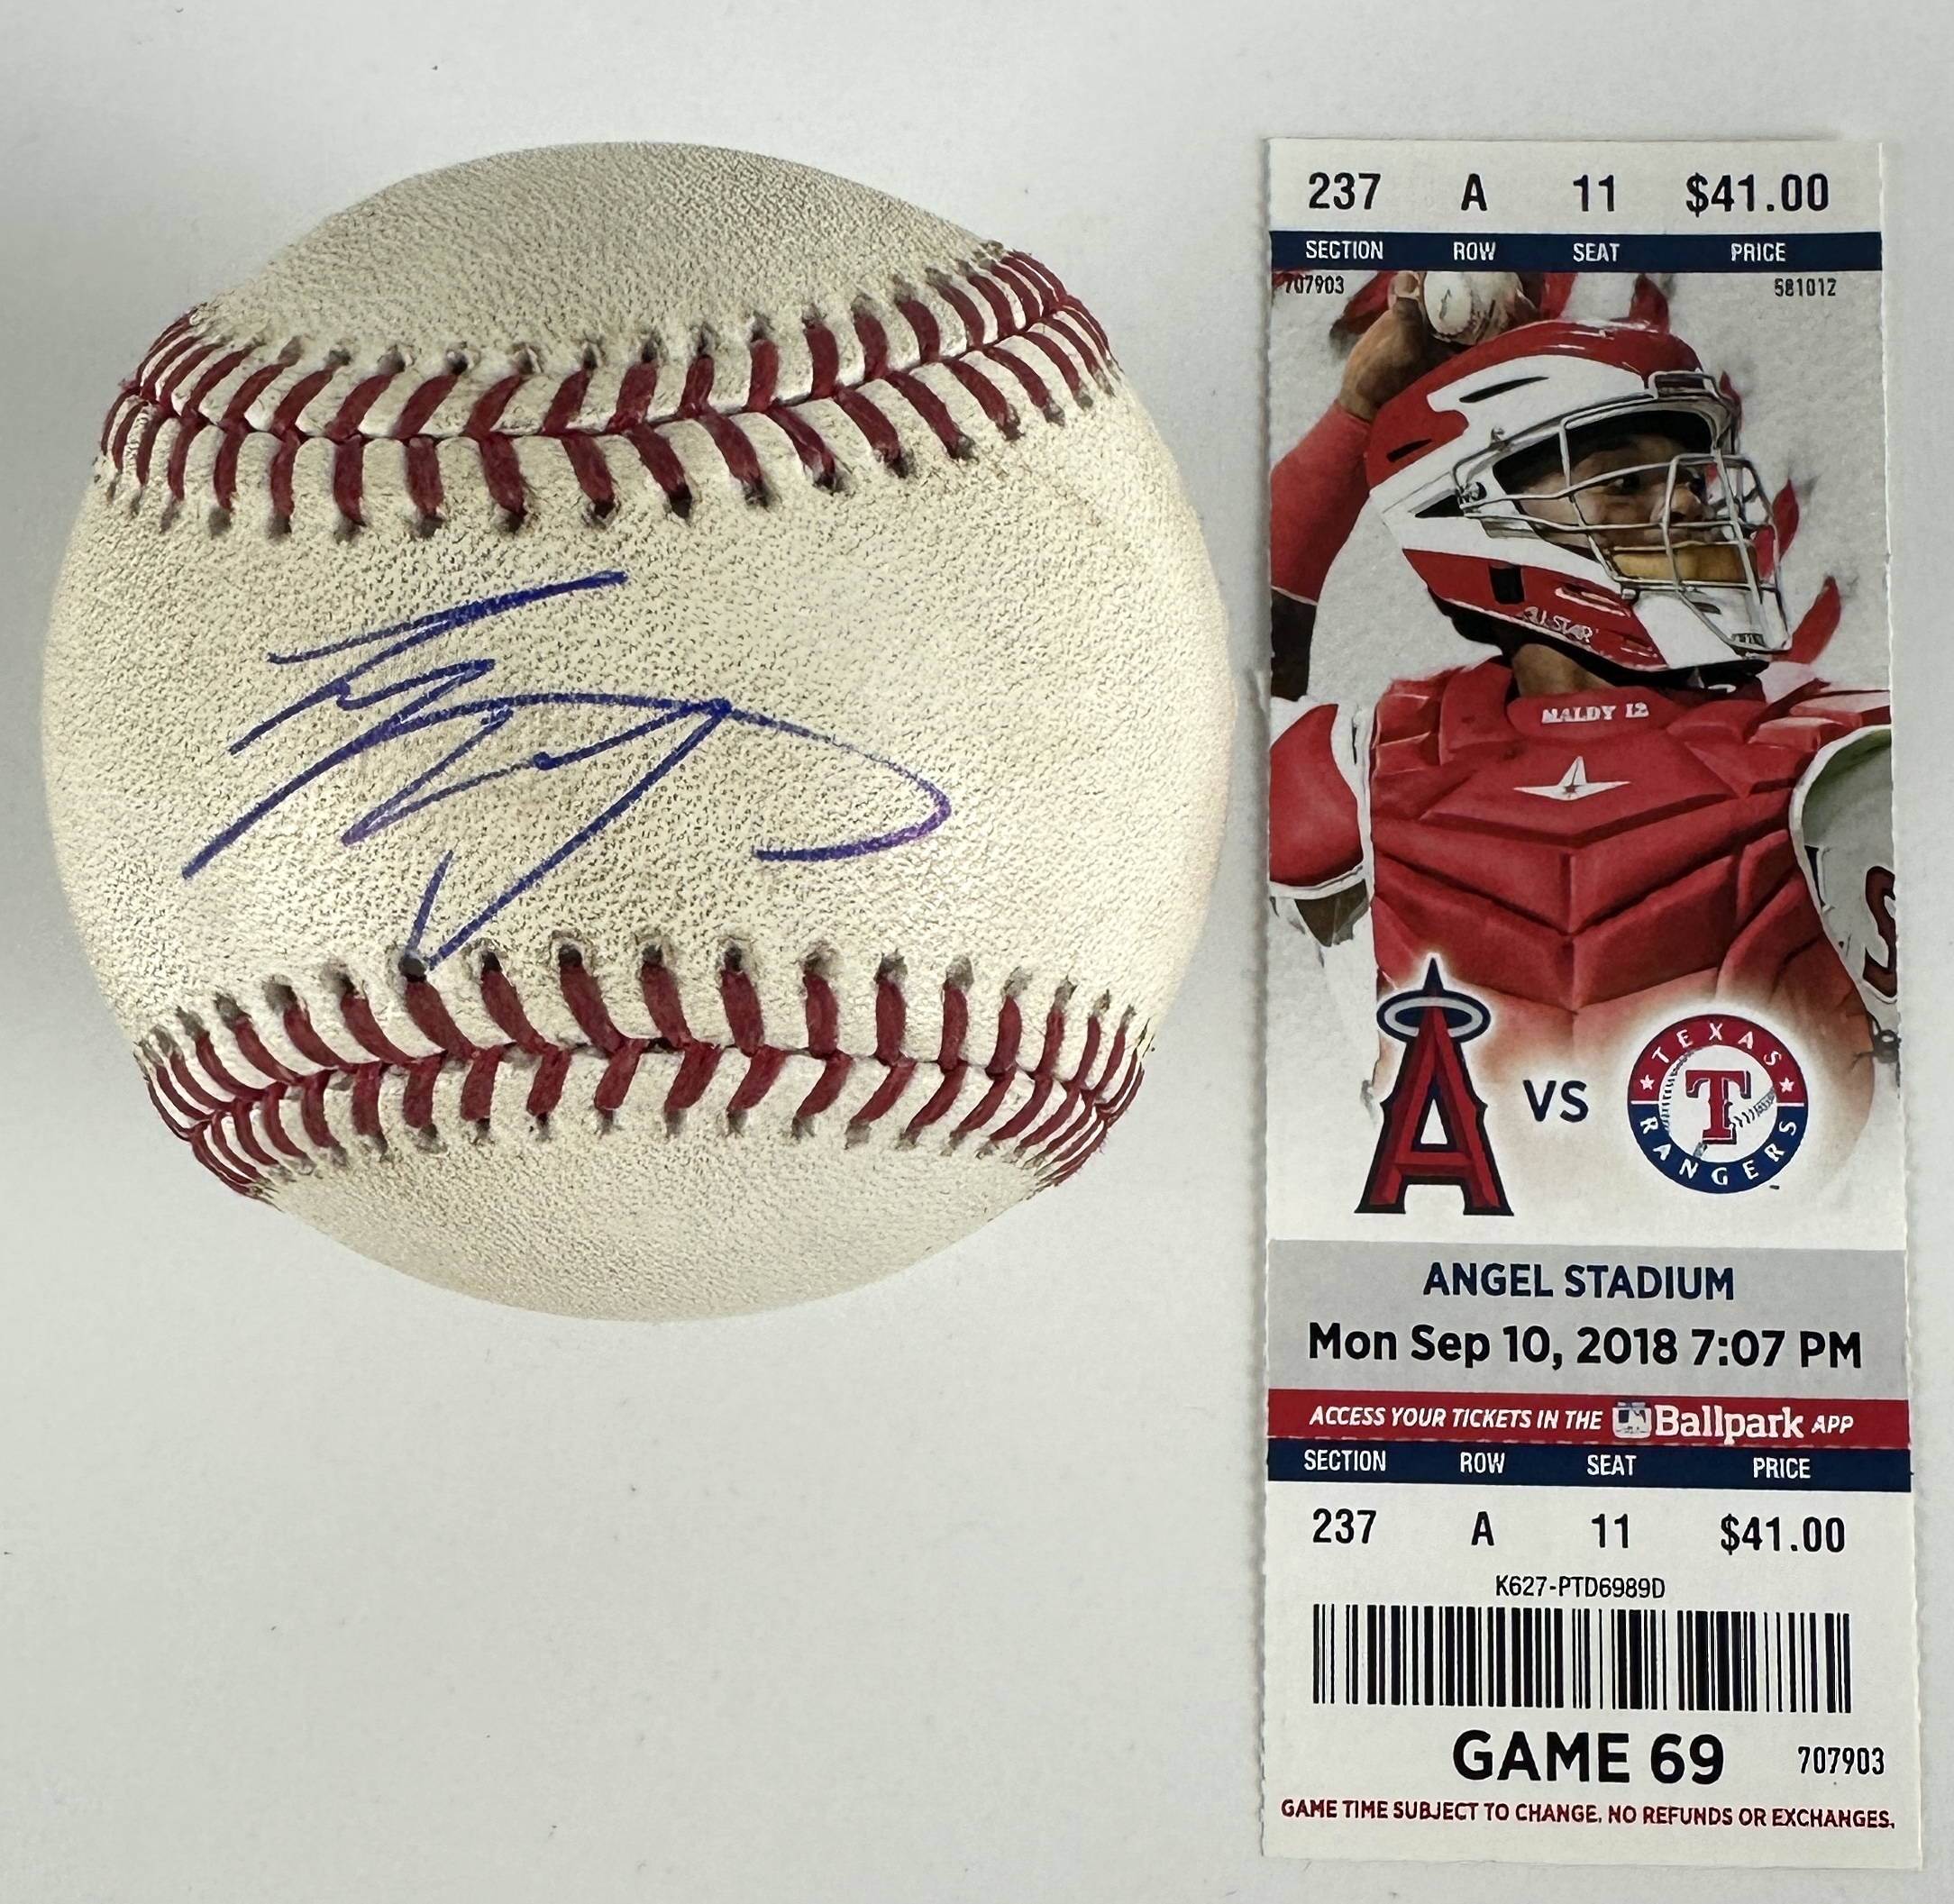 237 A 11 $41.00
SECTION ROW SEAT PRICE
707903 581012
ALL-STAR
MALDY 12
A VS TEXAS T RANGERS
ANGEL STADIUM
Mon Sep 10, 2018 7:07 PM
ACCESS YOUR TICKETS IN THE Ballpark APP
SECTION ROW SEAT PRICE
237 A 11 $41.00
K627-PTD6989D
GAME 69 707903
GAME TIME SUBJECT TO CHANGE. NO REFUNDS OR EXCHANGES.